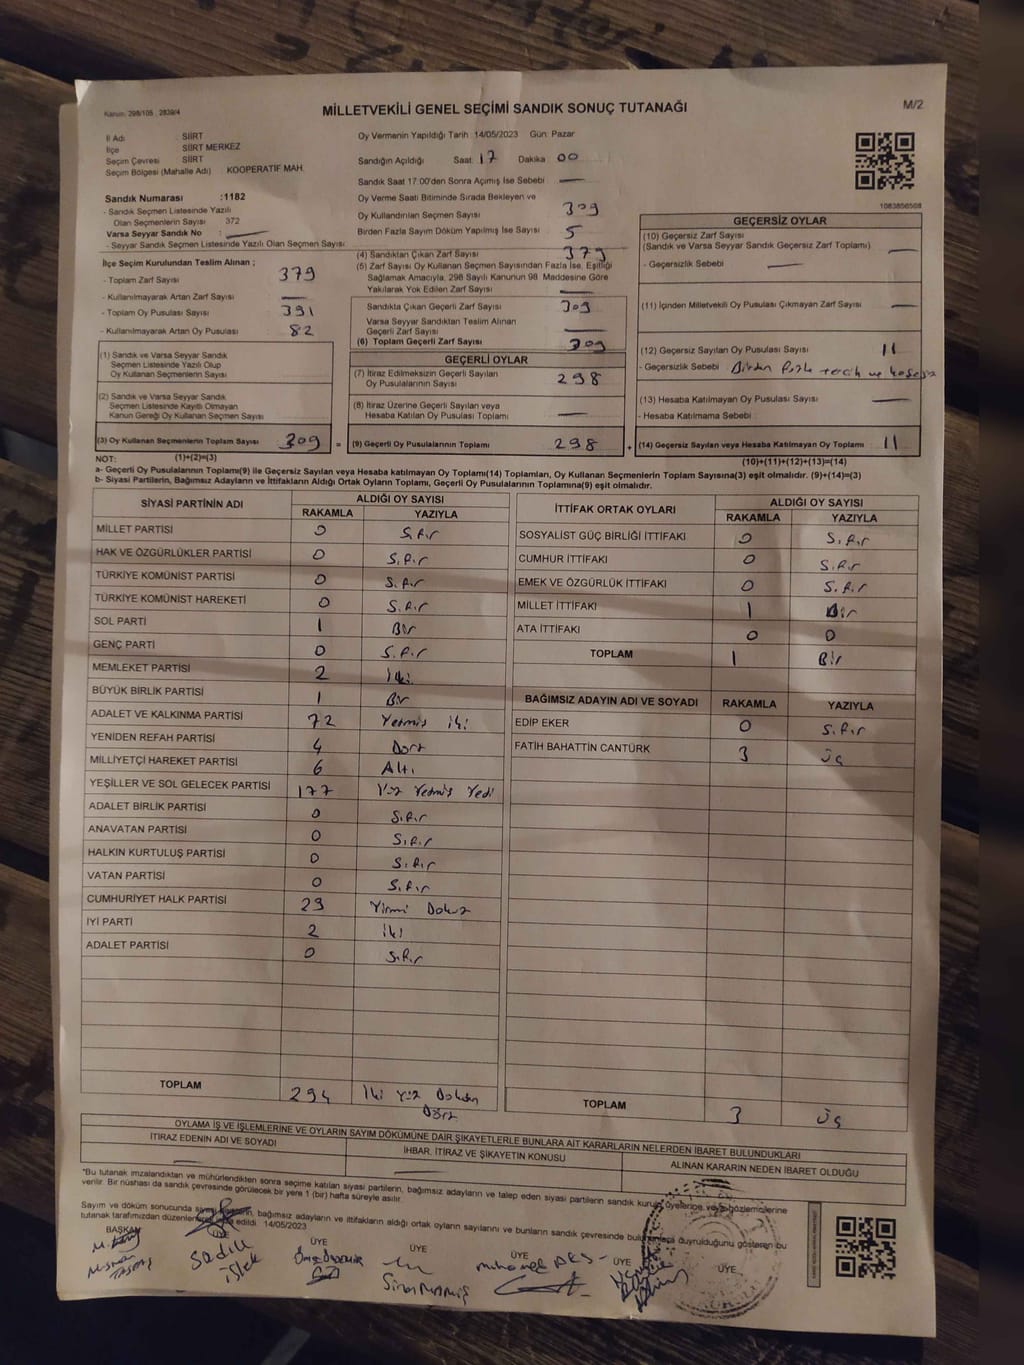 Kanun: 298/105 , 2839/4
MİLLETVEKİLİ GENEL SEÇİMİ SANDIK SONUÇ TUTANAĞI
M/2
İl Adı : SİİRT
İlçe : SİİRT MERKEZ
Seçim Çevresi : SİİRT
Seçim Bölgesi (Mahalle Adı) : KOOPERATİF MAH.
Sandık Numarası :1182
- Sandık Seçmen Listesinde Yazılı
Olan Seçmenlerin Sayısı : 372
Varsa Seyyar Sandık No :
- Seyyar Sandık Seçmen Listesinde Yazılı Olan Seçmen Sayısı:
Oy Vermenin Yapıldığı Tarih :14/05/2023 Gün: Pazar
Sandığın Açıldığı Saat: 17 Dakika 00
Sandık Saat 17:00'den Sonra Açılmış İse Sebebi : —
Oy Verme Saati Bitiminde Sırada Bekleyen ve
Oy Kullandırılan Seçmen Sayısı : 309
Birden Fazla Sayım Döküm Yapılmış İse Sayısı : 5
(4) Sandıktan Çıkan Zarf Sayısı : 379
(5) Zarf Sayısı Oy Kullanan Seçmen Sayısından Fazla İse, Eşitliği
Sağlamak Amacıyla, 298 Sayılı Kanunun 98. Maddesine Göre
Yakılarak Yok Edilen Zarf Sayısı : —
1083856508
İlçe Seçim Kurulundan Teslim Alınan ;
- Toplam Zarf Sayısı : 379
- Kullanılmayarak Artan Zarf Sayısı : —
- Toplam Oy Pusulası Sayısı : 391
- Kullanılmayarak Artan Oy Pusulası : 82
Sandıkta Çıkan Geçerli Zarf Sayısı : 309
Varsa Seyyar Sandıktan Teslim Alınan
Geçerli Zarf Sayısı : —
(6) Toplam Geçerli Zarf Sayısı : 309
GEÇERSİZ OYLAR
(10) Geçersiz Zarf Sayısı
(Sandık ve Varsa Seyyar Sandık Geçersiz Zarf Toplamı) : —
- Geçersizlik Sebebi : —
(11) İçinden Milletvekili Oy Pusulası Çıkmayan Zarf Sayısı : —
(12) Geçersiz Sayılan Oy Pusulası Sayısı : 11
- Geçersizlik Sebebi : Birden Fazla tercih ve
(13) Hesaba Katılmayan Oy Pusulası Sayısı : —
- Hesaba Katılmama Sebebi :
(1) Sandık ve Varsa Seyyar Sandık
Seçmen Listesinde Yazılı Olup
Oy Kullanan Seçmenlerin Sayısı :
(2) Sandık ve Varsa Seyyar Sandık
Seçmen Listesinde Kayıtlı Olmayan
Kanun Gereği Oy Kullanan Seçmen Sayısı :
GEÇERLİ OYLAR
(7) İtiraz Edilmeksizin Geçerli Sayılan
Oy Pusulalarının Sayısı : 298
(8) İtiraz Üzerine Geçerli Sayılan veya
Hesaba Katılan Oy Pusulası Toplamı : —
(3) Oy Kullanan Seçmenlerin Toplam Sayısı : 309 = (9) Geçerli Oy Pusulalarının Toplamı : 298 + (14) Geçersiz Sayılan veya Hesaba Katılmayan Oy Toplamı : 11
NOT: (1)+(2)=(3) (10)+(11)+(12)+(13)=(14)
a- Geçerli Oy Pusulalarının Toplamı(9) ile Geçersiz Sayılan veya Hesaba katılmayan Oy Toplamı(14) Toplamları, Oy Kullanan Seçmenlerin Toplam Sayısına(3) eşit olmalıdır. (9)+(14)=(3)
b- Siyasi Partilerin, Bağımsız Adayların ve İttifakların Aldığı Ortak Oyların Toplamı, Geçerli Oy Pusulalarının Toplamına(9) eşit olmalıdır.
SİYASİ PARTİNİN ADI ALDIĞI OY SAYISI
RAKAMLA YAZIYLA
MİLLET PARTİSİ 0 Sıfır
HAK VE ÖZGÜRLÜKLER PARTİSİ 0 Sıfır
TÜRKİYE KOMÜNİST PARTİSİ 0 Sıfır
TÜRKİYE KOMÜNİST HAREKETİ 0 Sıfır
SOL PARTİ 1 Bir
GENÇ PARTİ 0 Sıfır
MEMLEKET PARTİSİ 2 İki
BÜYÜK BİRLİK PARTİSİ 1 Bir
ADALET VE KALKINMA PARTİSİ 72 Yetmiş iki
YENİDEN REFAH PARTİSİ 4 Dört
MİLLİYETÇİ HAREKET PARTİSİ 6 Altı
YEŞİLLER VE SOL GELECEK PARTİSİ 177 Yüz Yetmiş Yedi
ADALET BİRLİK PARTİSİ 0 Sıfır
ANAVATAN PARTİSİ 0 Sıfır
HALKIN KURTULUŞ PARTİSİ 0 Sıfır
VATAN PARTİSİ 0 Sıfır
CUMHURİYET HALK PARTİSİ 29 Yirmi Dokuz
İYİ PARTİ 2 İki
ADALET PARTİSİ 0 Sıfır
TOPLAM 294 İki Yüz Doksan
Dört
İTTİFAK ORTAK OYLARI ALDIĞI OY SAYISI
RAKAMLA YAZIYLA
SOSYALİST GÜÇ BİRLİĞİ İTTİFAKI 0 Sıfır
CUMHUR İTTİFAKI 0 Sıfır
EMEK VE ÖZGÜRLÜK İTTİFAKI 0 Sıfır
MİLLET İTTİFAKI 1 Bir
ATA İTTİFAKI 0 0
TOPLAM 1 Bir
BAĞIMSIZ ADAYIN ADI VE SOYADI RAKAMLA YAZIYLA
EDİP EKER 0 Sıfır
FATİH BAHATTİN CANTÜRK 3 Üç
TOPLAM 3 Üç
OYLAMA İŞ VE İŞLEMLERİNE VE OYLARIN SAYIM DÖKÜMÜNE DAİR ŞİKAYETLERLE BUNLARA AİT KARARLARIN NELERDEN İBARET BULUNDUKLARI
İTİRAZ EDENİN ADI VE SOYADI İHBAR, İTİRAZ VE ŞİKAYETİN KONUSU ALINAN KARARIN NEDEN İBARET OLDUĞU
*Bu tutanak imzalandıktan ve mühürlendikten sonra seçime katılan siyasi partilerin, bağımsız adayların ve talep eden siyasi partilerin sandık kurulu üyelerine veya gözlemcilerine
verilir. Bir nüshası da sandık çevresinde görülecek bir yere 1 (bir) hafta süreyle asılır.
Sayım ve döküm sonucunda siyasi partilerin, bağımsız adayların ve ittifakların aldığı ortak oyların sayılarını ve bunların sandık çevresinde duyrulduğunu gösteren bu
tutanak tarafımızdan düzenlenerek edildi. 14/05/2023
BAŞKAN ÜYE ÜYE ÜYE ÜYE ÜYE ÜYE
Sadık